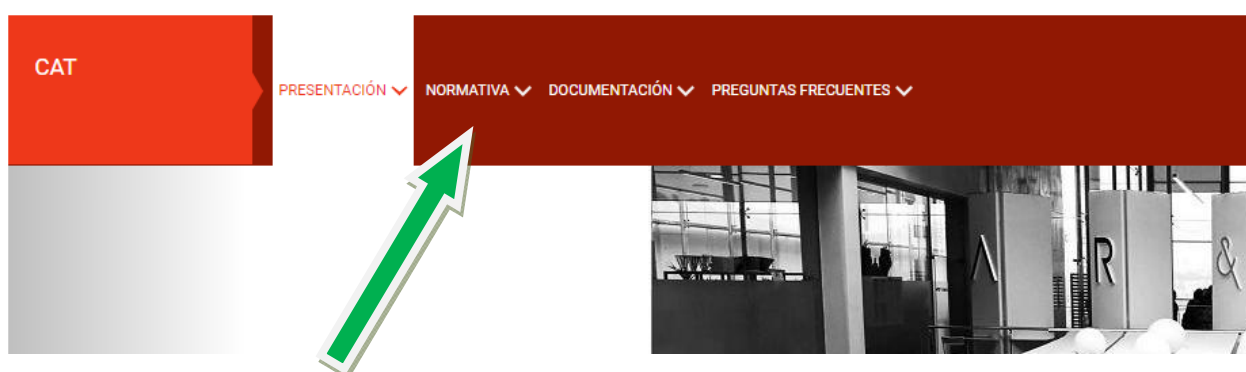 CAT
PRESENTACIÓN NORMATIVA DOCUMENTACIÓN PREGUNTAS FRECUENTES
A R &